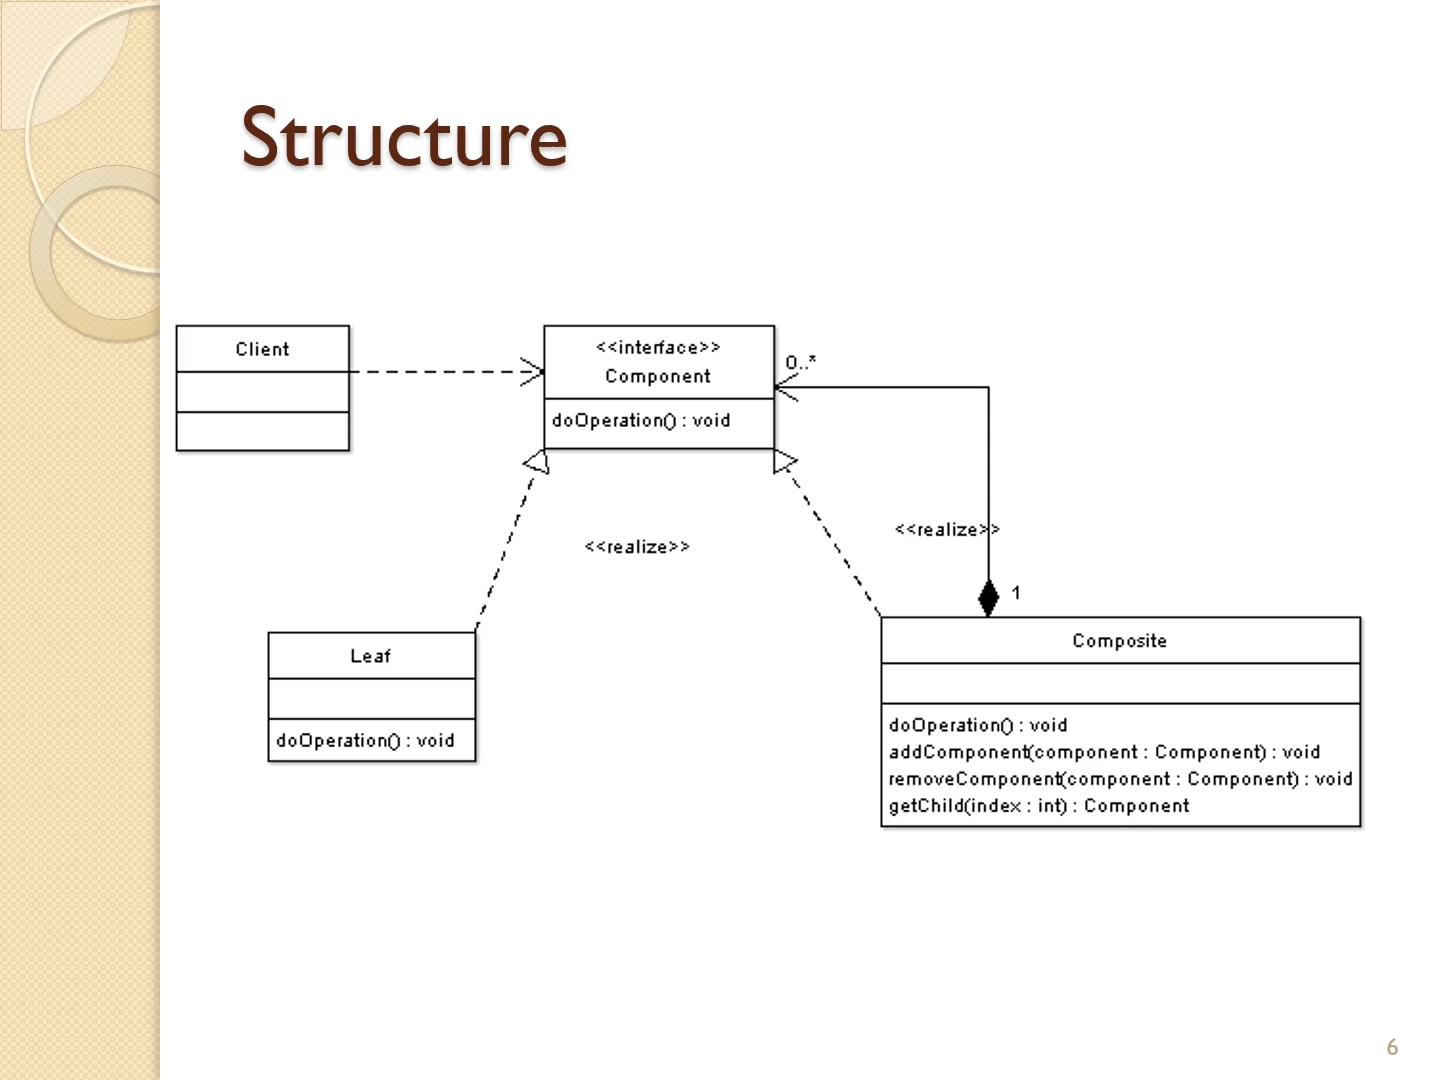 Structure
Client
<<interface>>
Component
doOperation() : void
0..*
<<realize>>
<<realize>>
1
Leaf
doOperation() : void
Composite
doOperation() : void
addComponent(component : Component) : void
removeComponent(component : Component) : void
getChild(index : int) : Component
6